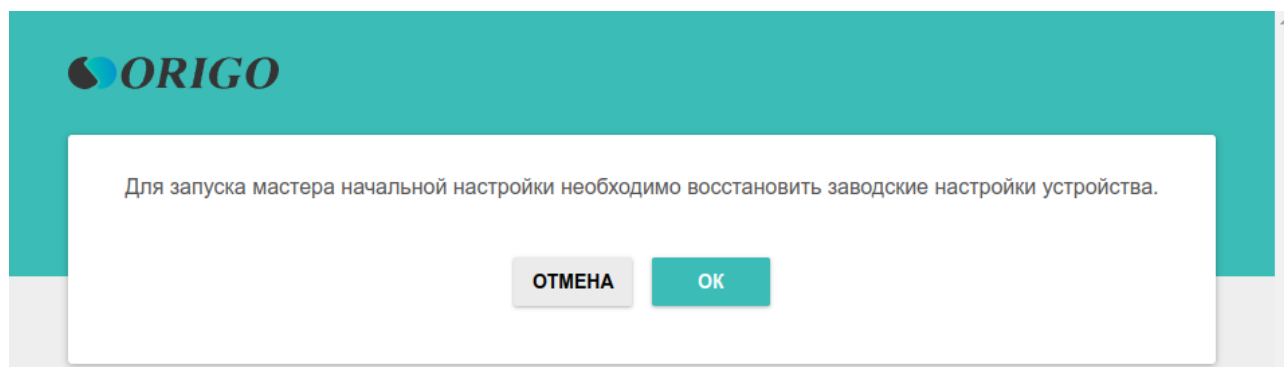 ORIGO
Для запуска мастера начальной настройки необходимо восстановить заводские настройки устройства.
ОТМЕНА
ОК